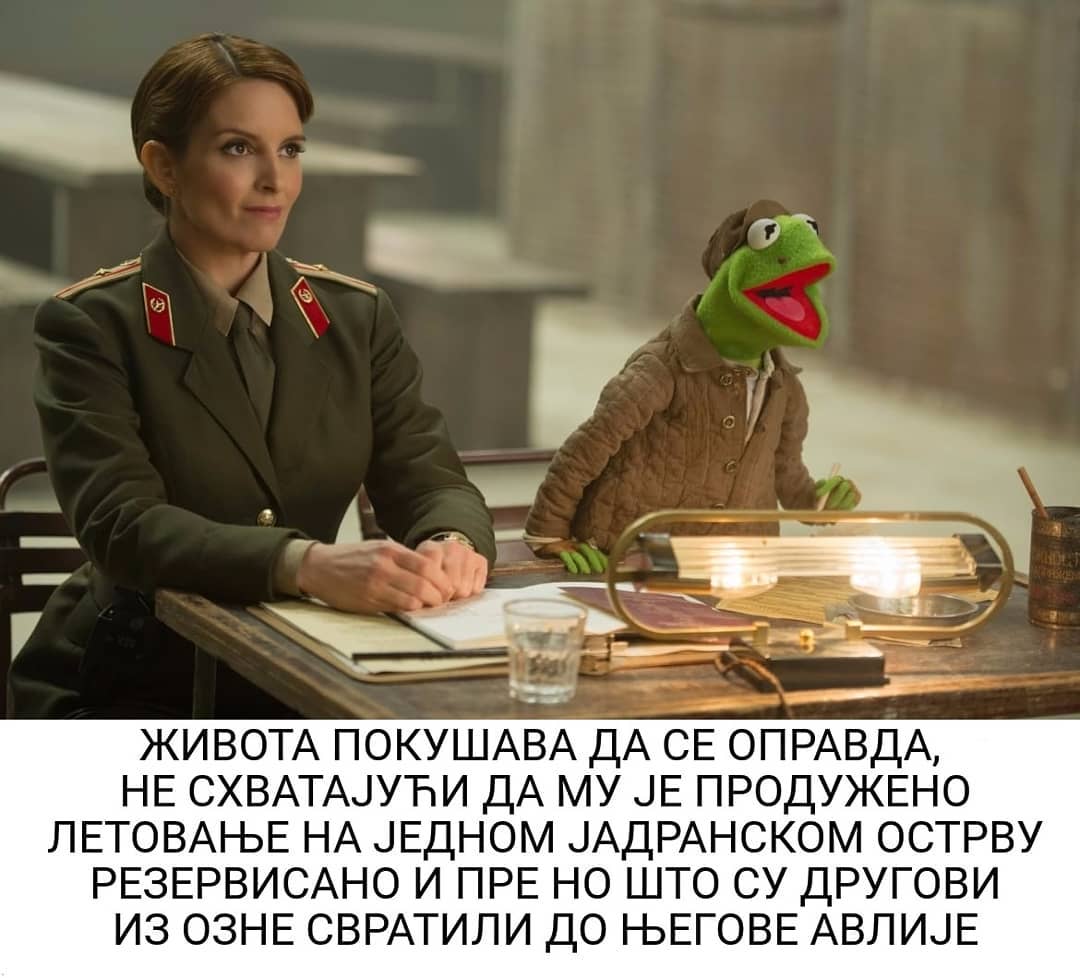 ЖИВОТА ПОКУШАВА ДА СЕ ОПРАВДА,
НЕ СХВАТАЈУЋИ ДА МУ ЈЕ ПРОДУЖЕНО
ЛЕТОВАЊЕ НА ЈЕДНОМ ЈАДРАНСКОМ ОСТРВУ
РЕЗЕРВИСАНО И ПРЕ НО ШТО СУ ДРУГОВИ
ИЗ ОЗНЕ СВРАТИЛИ ДО ЊЕГОВЕ АВЛИЈЕ